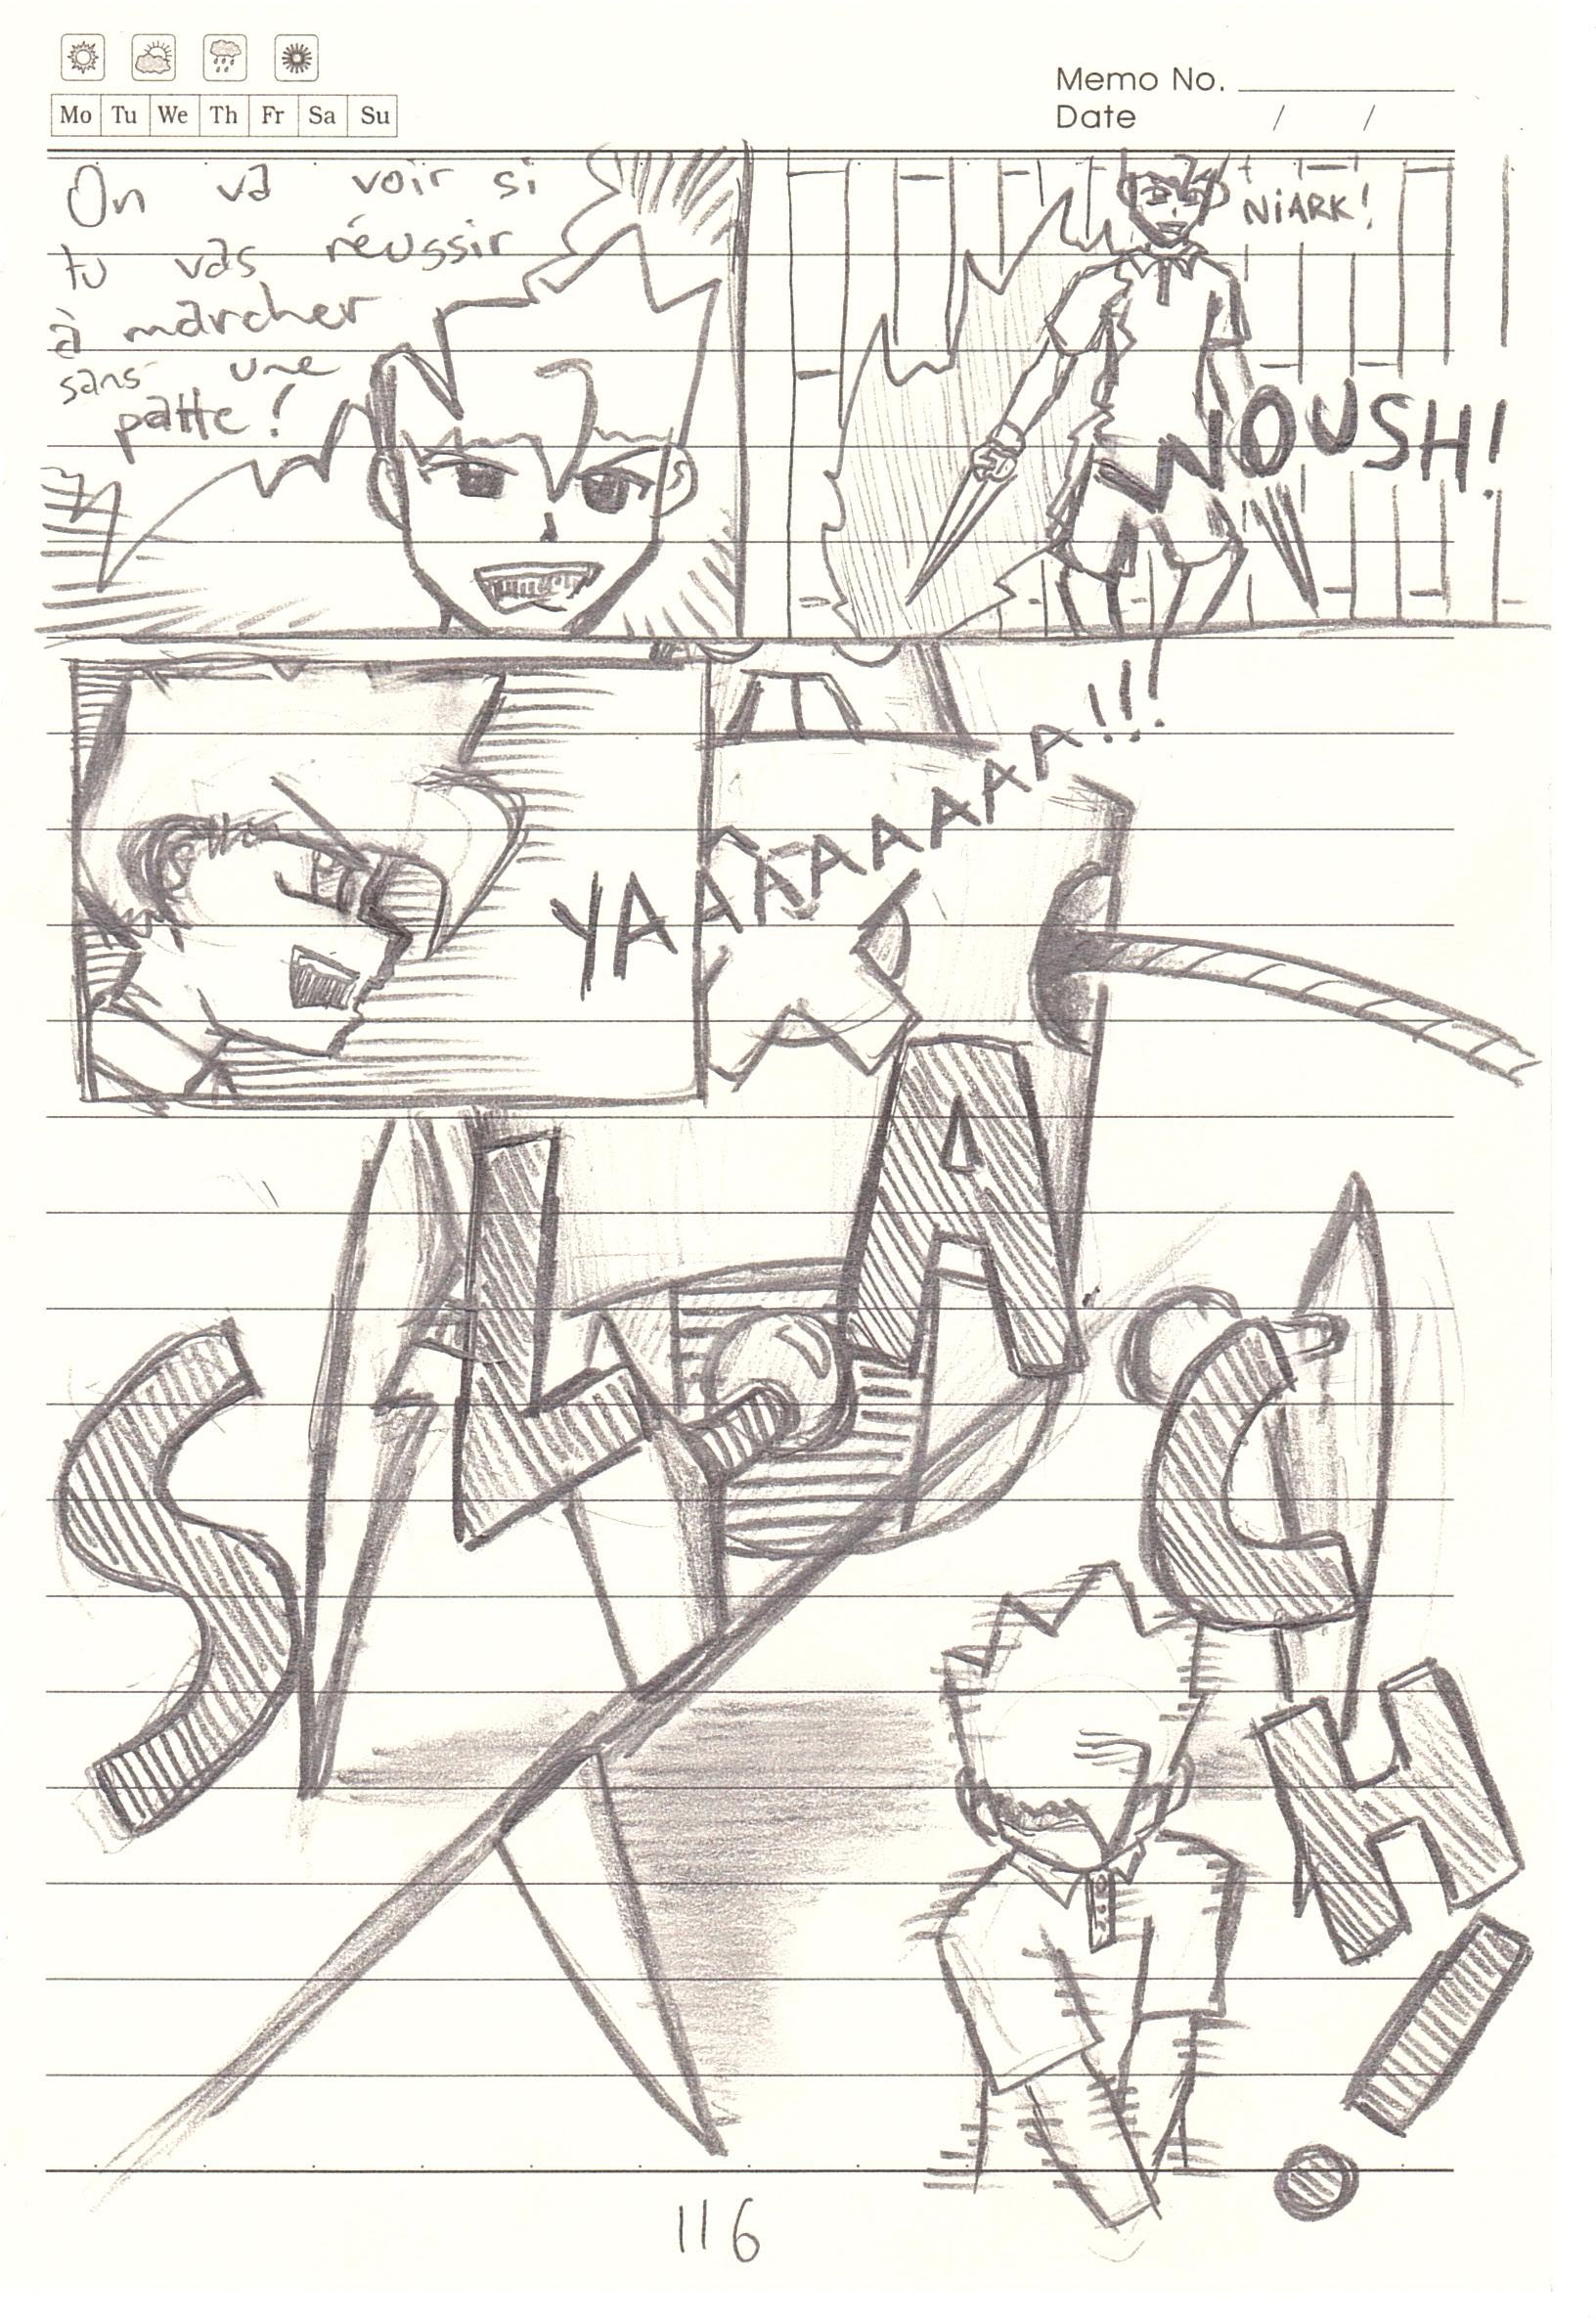 Memo No.
Date / /
Mo Tu We Th Fr Sa Su
On va voir si
tu vas réussir
à marcher
sans une
patte!
NiARK!
WOUSH!
YAAAAAAAAA!!!
SLASH!
116